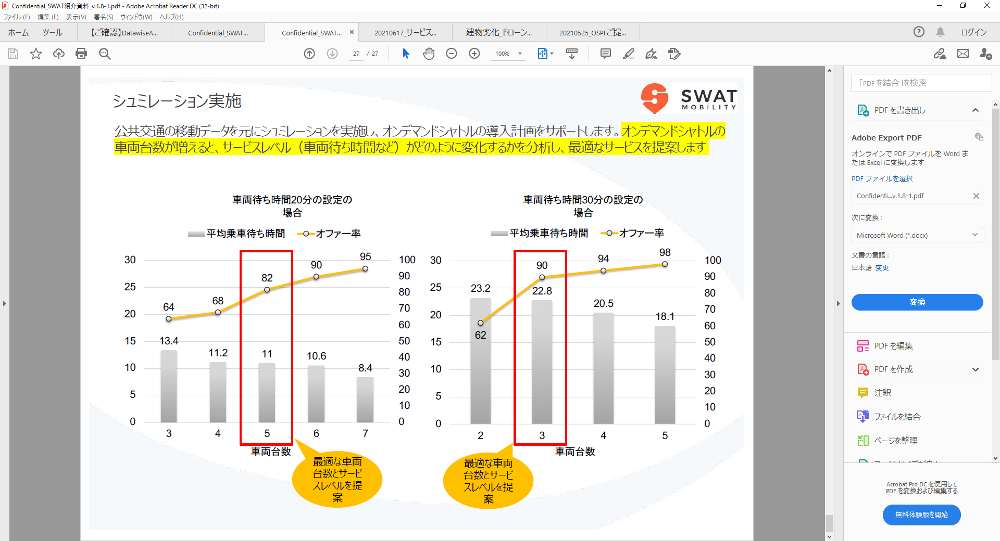 Confidential_SWAT紹介資料_v.1.8-1.pdf - Adobe Acrobat Reader DC (32-bit)
ファイル(F) 編集(E) 表示(V) 署名(S) ウィンドウ(W) ヘルプ(H)
ホーム ツール 【ご確認】DatawiseA... Confidential_SWAT... Confidential_SWAT... × 20210617_サービス... 建物劣化_ドローン... 20210525_OSPFご提... ログイン
27 / 27 100%
シュミレーション実施
SWAT
MOBILITY
公共交通の移動データを元にシュミレーションを実施し、オンデマンドシャトルの導入計画をサポートします。オンデマンドシャトルの
車両台数が増えると、サービスレベル（車両待ち時間など）がどのように変化するかを分析し、最適なサービスを提案します
車両待ち時間20分の設定の
場合
平均乗車待ち時間 オファー率
30
25
20
15
10
5
0
64
68
82
90
95
13.4
11.2
11
10.6
8.4
100
90
80
70
60
50
40
30
20
10
0
3 4 5 6 7
車両台数
最適な車両
台数とサービ
スレベルを提
案
車両待ち時間30分の設定の
場合
平均乗車待ち時間 オファー率
30
25
20
15
10
5
0
62
90
94
98
23.2
22.8
20.5
18.1
100
90
80
70
60
50
40
30
20
10
0
2 3 4 5
車両台数
最適な車両
台数とサービ
スレベルを提
案
「PDF を結合」を検索
PDF を書き出し
Adobe Export PDF
オンラインで PDF ファイルを Word ま
たは Excel に変換します
PDF ファイルを選択
Confidenti...v.1.8-1.pdf
次に変換 :
Microsoft Word (*.docx)
文書の言語 :
日本語 変更
変換
PDF を編集
PDF を作成
注釈
ファイルを結合
ページを整理
Acrobat Pro DC を使用して
PDF を変換および編集する
無料体験版を開始